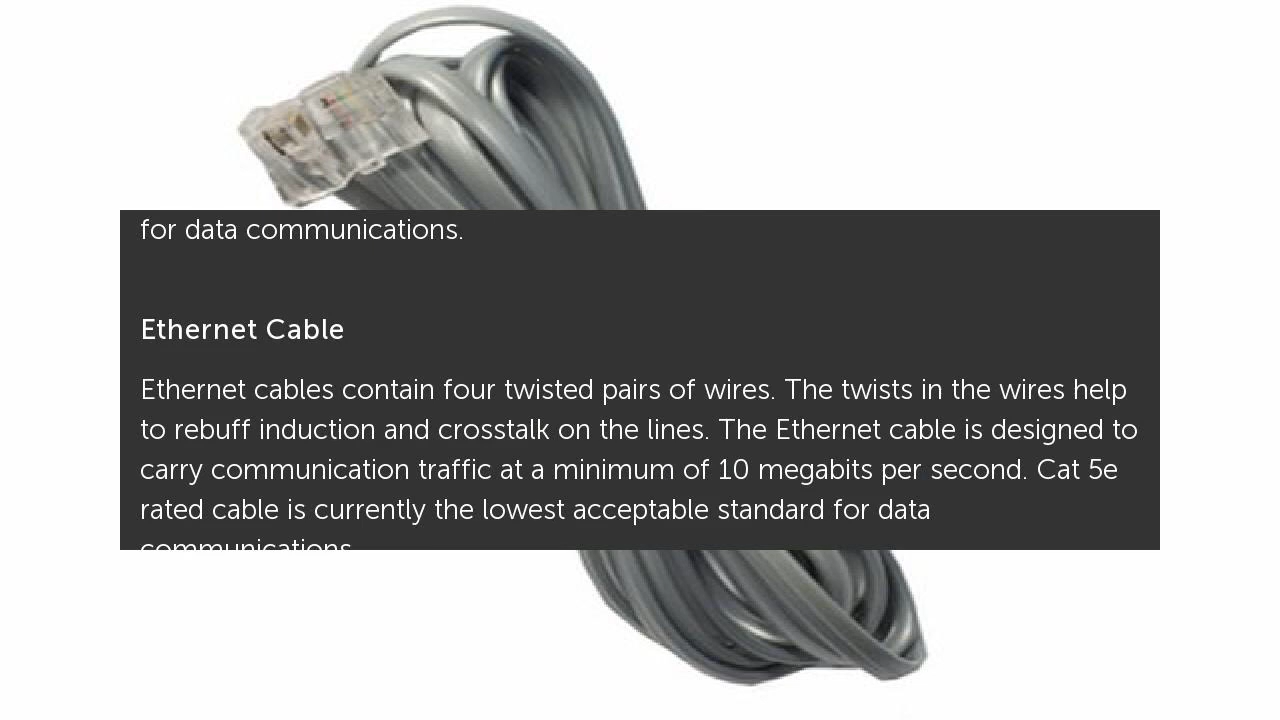 for data communications.
Ethernet Cable
Ethernet cables contain four twisted pairs of wires. The twists in the wires help
to rebuff induction and crosstalk on the lines. The Ethernet cable is designed to
carry communication traffic at a minimum of 10 megabits per second. Cat 5e
rated cable is currently the lowest acceptable standard for data
communications.